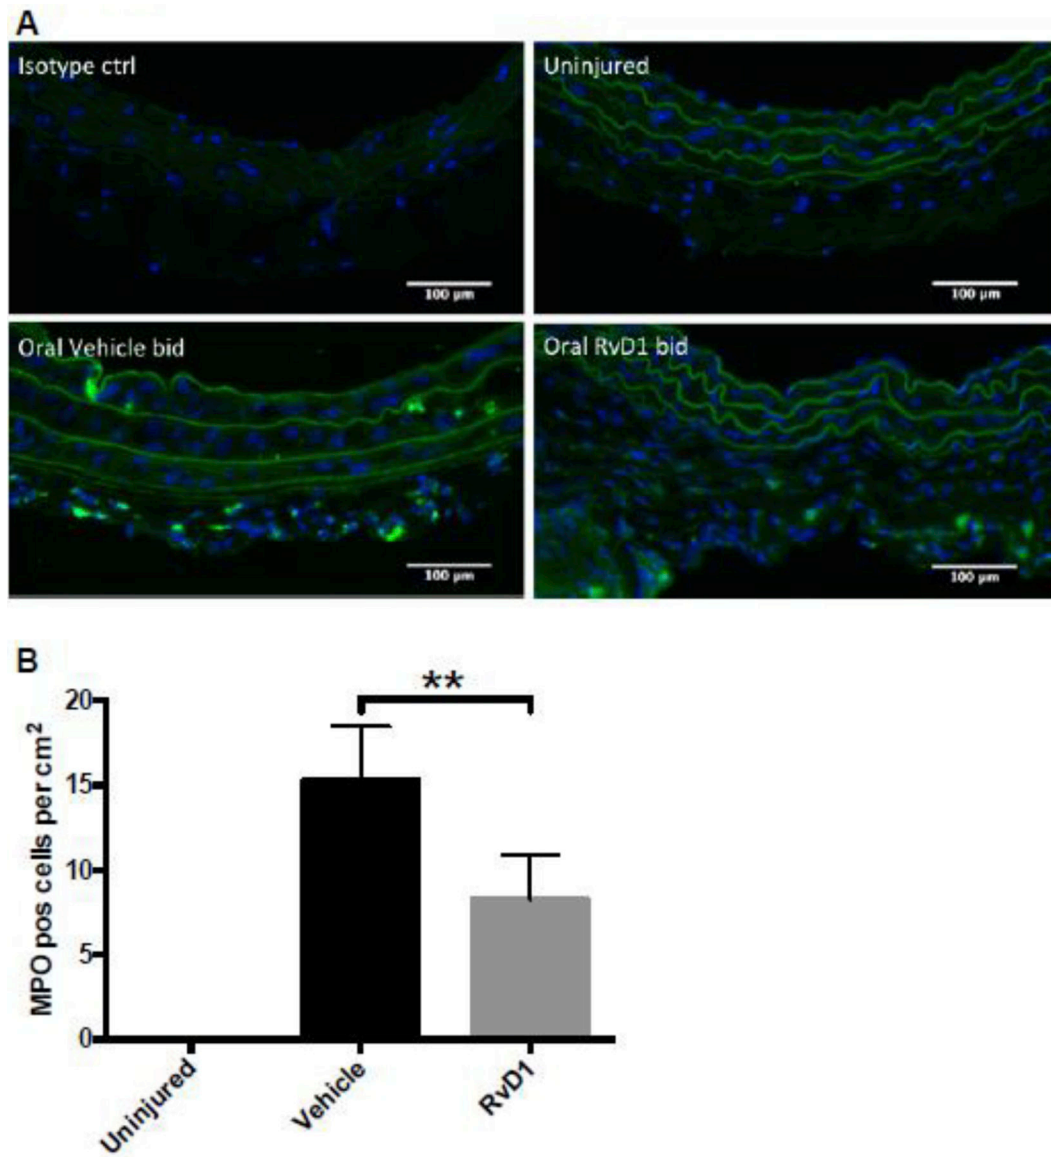 A
Isotype ctrl
100 µm
Uninjured
100 µm
Oral Vehicle bid
100 µm
Oral RvD1 bid
100 µm
B
**
MPO pos cells per cm²
20
15
10
5
0
Uninjured
Vehicle
RvD1